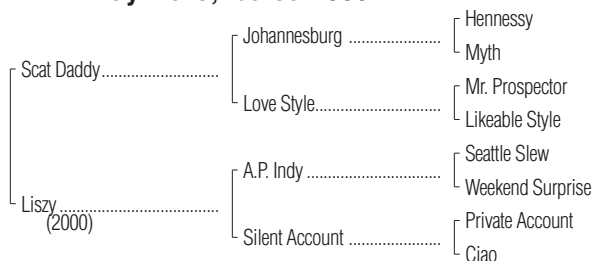 Hennessy
Johannesburg ....................
Myth
Scat Daddy..........................
Mr. Prospector
Love Style............................
Likeable Style
Seattle Slew
A.P. Indy .............................
Weekend Surprise
Liszy ....................................
(2000)
Private Account
Silent Account ....................
Ciao